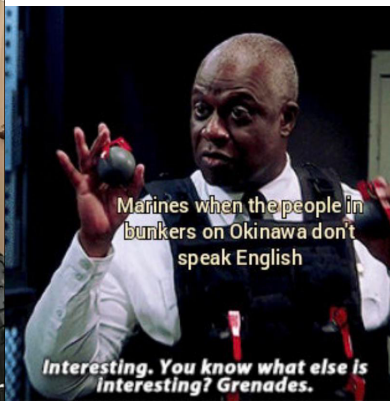 Marines when the people in
bunkers on Okinawa don't
speak English
Interesting. You know what else is
interesting? Grenades.